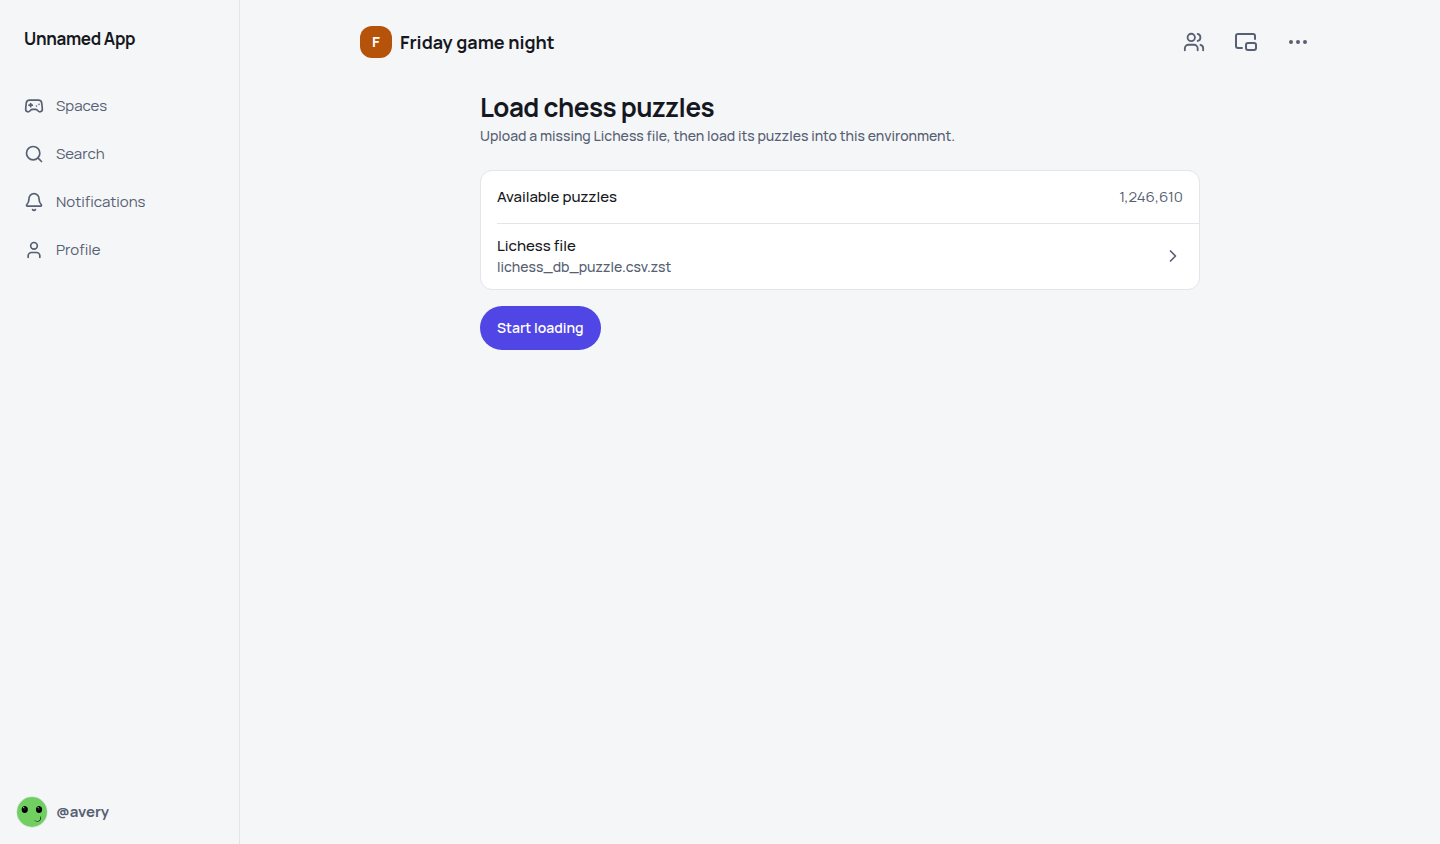 Unnamed App
Spaces
Search
Notifications
Profile
@avery
F Friday game night
Load chess puzzles
Upload a missing Lichess file, then load its puzzles into this environment.
Available puzzles 1,246,610
Lichess file
lichess_db_puzzle.csv.zst
Start loading